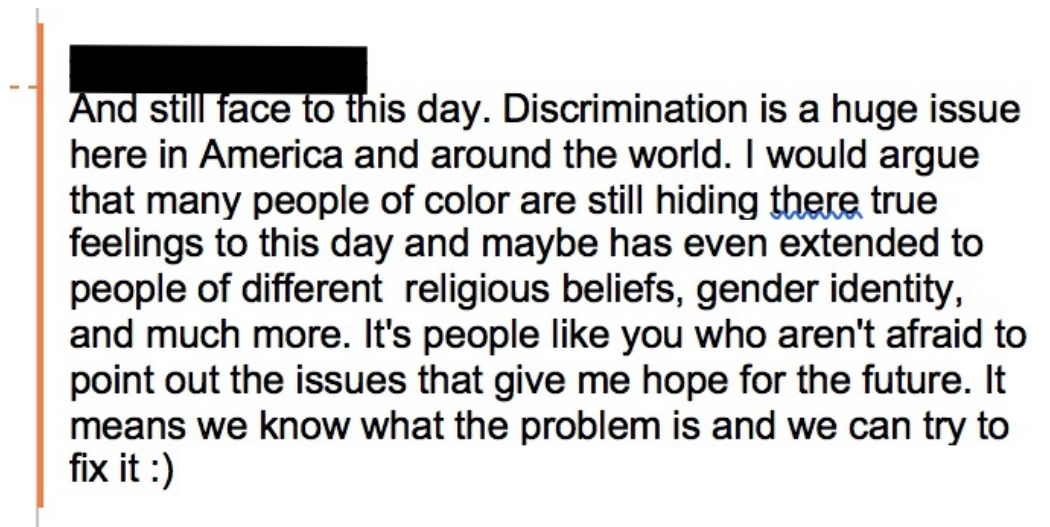 And still face to this day. Discrimination is a huge issue
here in America and around the world. I would argue
that many people of color are still hiding there true
feelings to this day and maybe has even extended to
people of different  religious beliefs, gender identity,
and much more. It's people like you who aren't afraid to
point out the issues that give me hope for the future. It
means we know what the problem is and we can try to
fix it :)